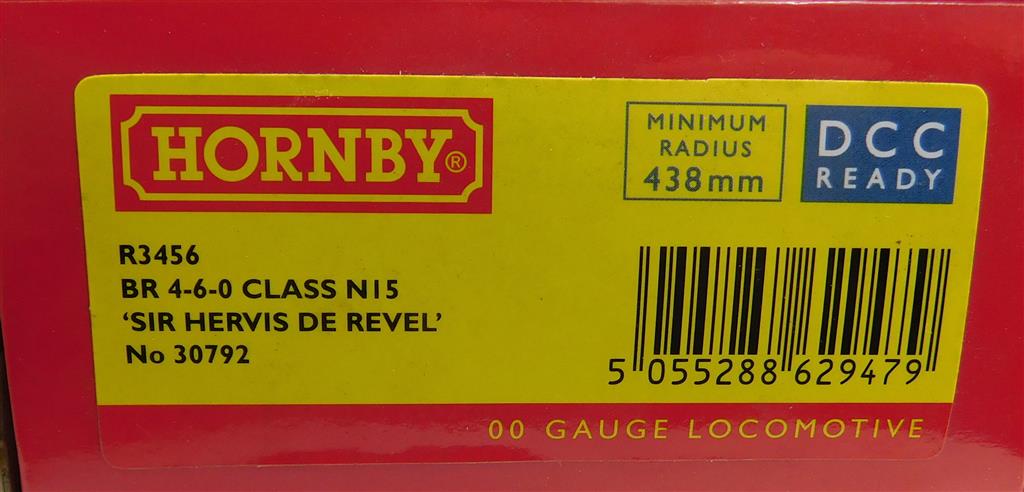 HORNBY®
MINIMUM
RADIUS
438mm
DCC
READY
R3456
BR 4-6-0 CLASS N15
‘SIR HERVIS DE REVEL’
No 30792
5 055288 629479
00 GAUGE LOCOMOTIVE